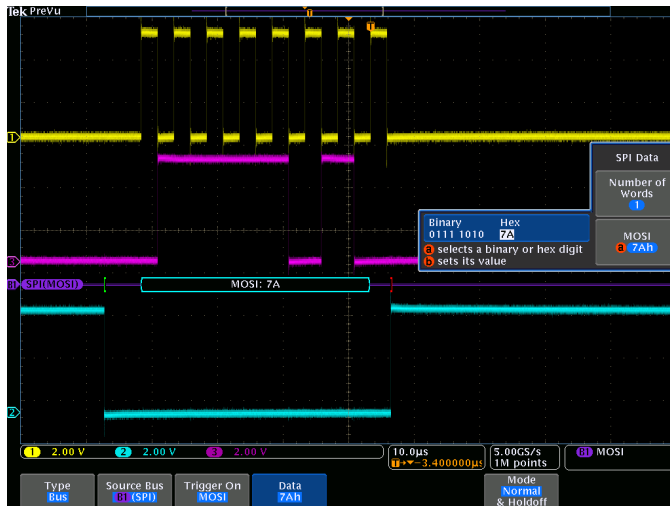 Tek PreVu
T
T
1
SPI Data
Number of
Words
1
Binary Hex
0111 1010 7A
a selects a binary or hex digit
b sets its value
MOSI
a 7Ah
3
B1 SPI(MOSI) MOSI: 7A
2
1 2.00 V 2 2.00 V 3 2.00 V
10.0µs
T→▼−3.400000µs
5.00GS/s
1M points
B1 MOSI
Type
Bus
Source Bus
B1 (SPI)
Trigger On
MOSI
Data
7Ah
Mode
Normal
& Holdoff